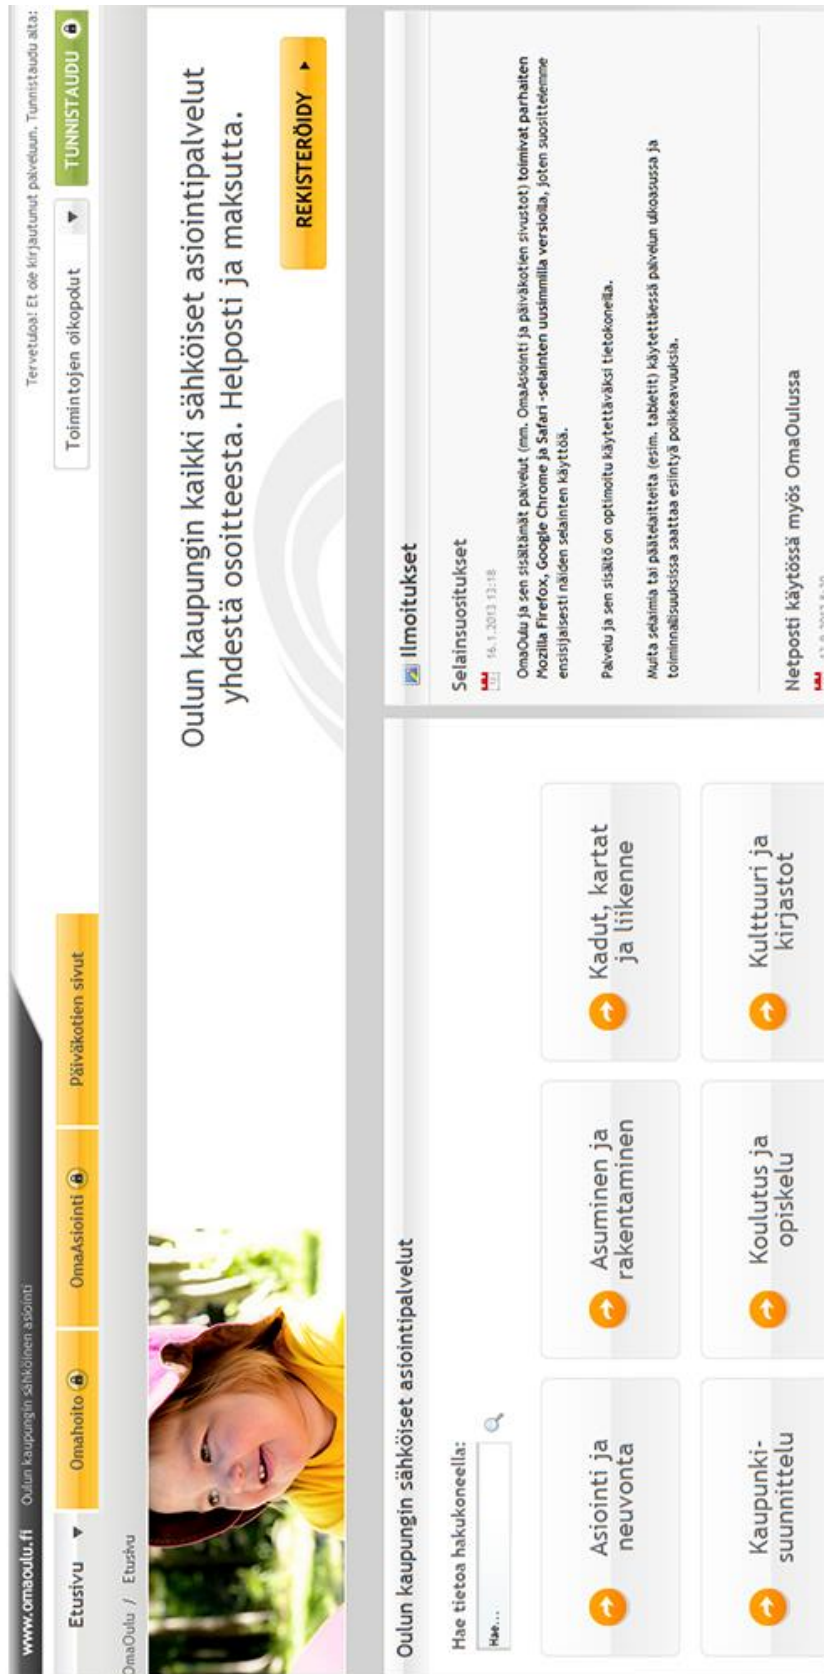 www.omaoulu.fi Oulun kaupungin sähköinen asiointi
Tervetuloa! Et ole kirjautunut palveluun. Tunnistaudu alta:
Etusivu
Omahoito
OmaAsiointi
Päiväkotien sivut
Toimintojen oikopolut
TUNNISTAUDU
OmaOulu / Etusivu
Oulun kaupungin kaikki sähköiset asiointipalvelut
yhdestä osoitteesta. Helposti ja maksutta.
REKISTERÖIDY
Oulun kaupungin sähköiset asiointipalvelut
Hae tietoa hakukoneella:
Hae...
Asiointi ja
neuvonta
Asuminen ja
rakentaminen
Kadut, kartat
ja liikenne
Kaupunki-
suunnittelu
Koulutus ja
opiskelu
Kulttuuri ja
kirjastot
Ilmoitukset
Selainsuositukset
16.1.2013 13:18
OmaOulu ja sen sisältämät palvelut (mm. OmaAsiointi ja päiväkotien sivustot) toimivat parhaiten
Mozilla Firefox, Google Chrome ja Safari -selainten uusimmilla versioilla, joten suosittelemme
ensisijaisesti näiden selainten käyttöä.
Palvelu ja sen sisältö on optimoitu käytettäväksi tietokoneilla.
Muita selaimia tai päätelaitteita (esim. tabletit) käytettäessä palvelun ulkoasussa ja
toiminnallisuuksissa saattaa esiintyä poikkeavuuksia.
Netposti käytössä myös OmaOulussa